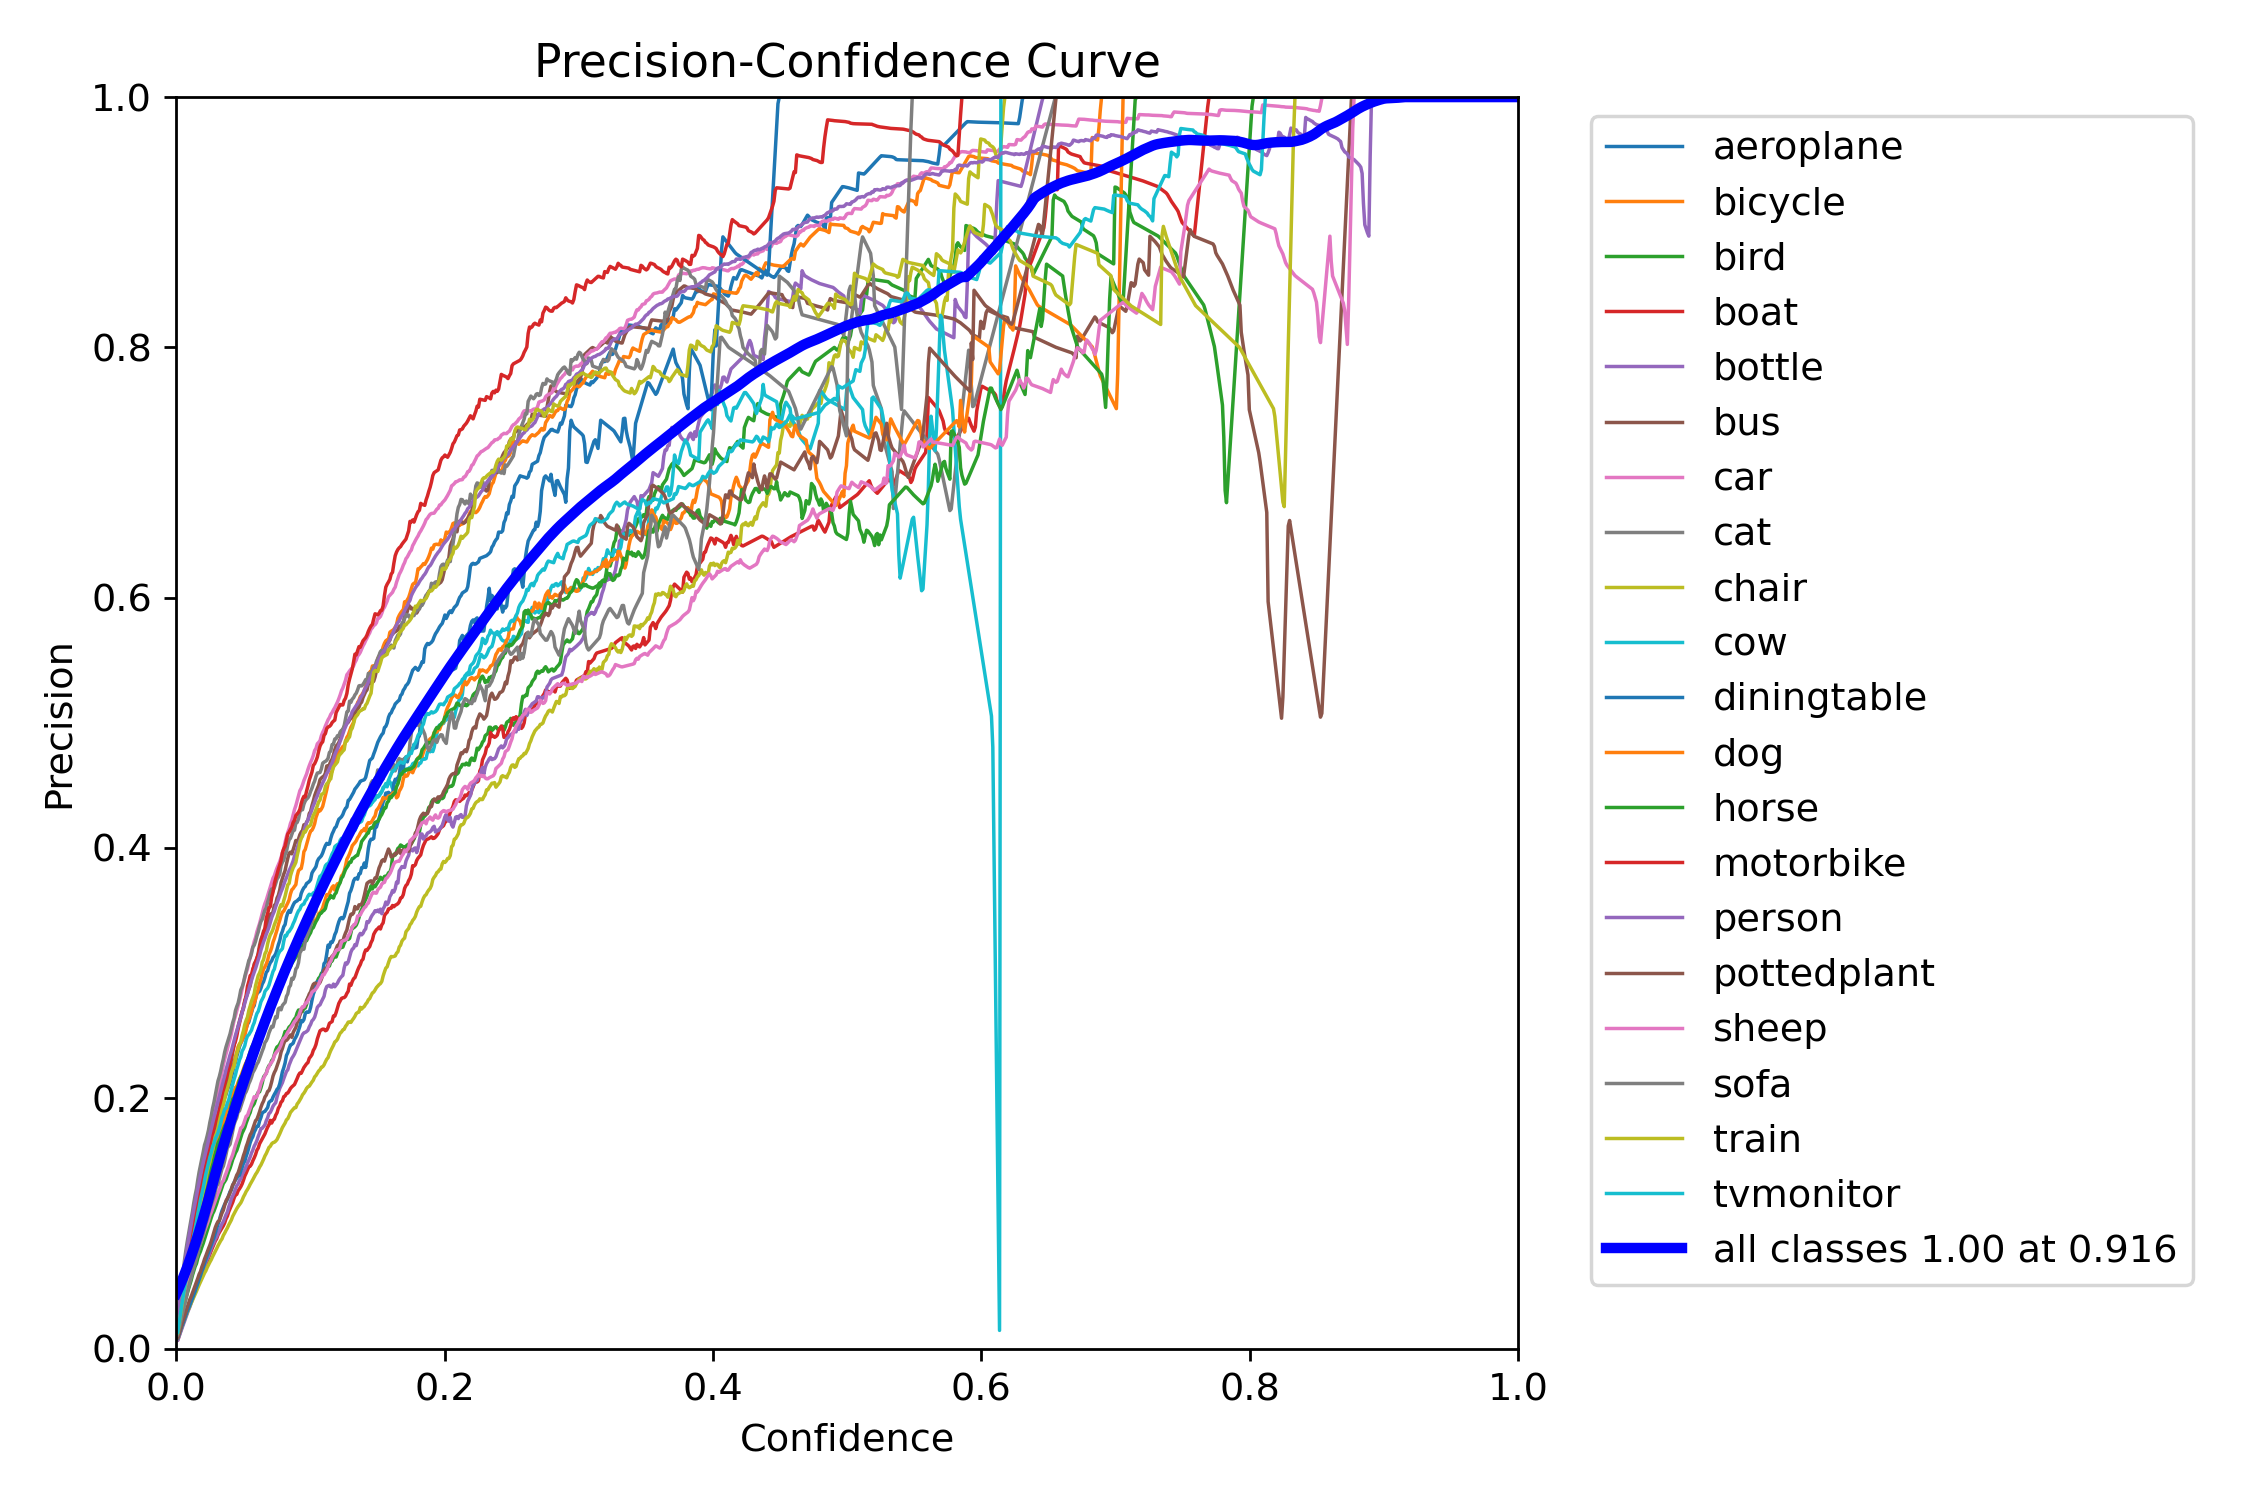 Precision-Confidence Curve
1.0
0.8
0.6
0.4
0.2
0.0
Precision
0.0 0.2 0.4 0.6 0.8 1.0
Confidence
aeroplane
bicycle
bird
boat
bottle
bus
car
cat
chair
cow
diningtable
dog
horse
motorbike
person
pottedplant
sheep
sofa
train
tvmonitor
all classes 1.00 at 0.916